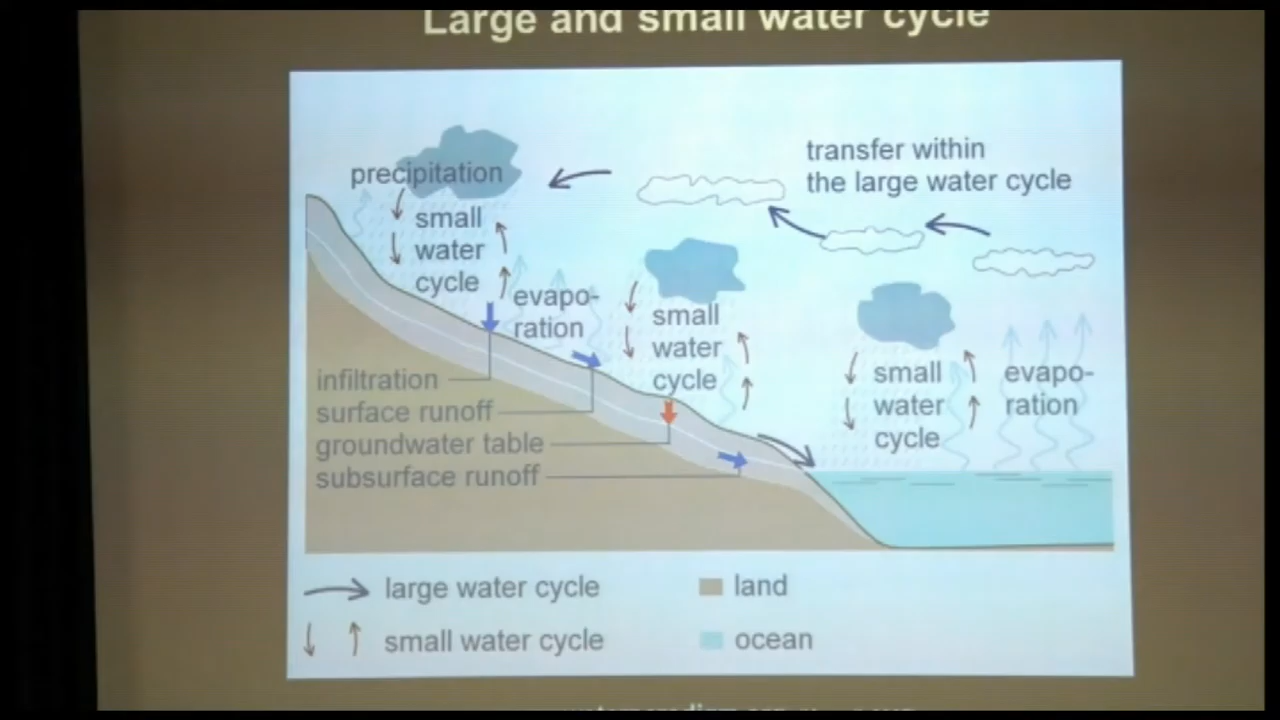 Large and small water cycle
transfer within
the large water cycle
precipitation
small
water
cycle
evapo-
ration
small
water
cycle
small
water
cycle
evapo-
ration
infiltration
surface runoff
groundwater table
subsurface runoff
large water cycle
land
small water cycle
ocean